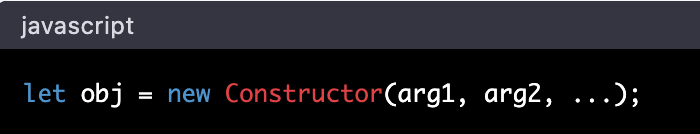 javascript
let obj = new Constructor(arg1, arg2, ...);